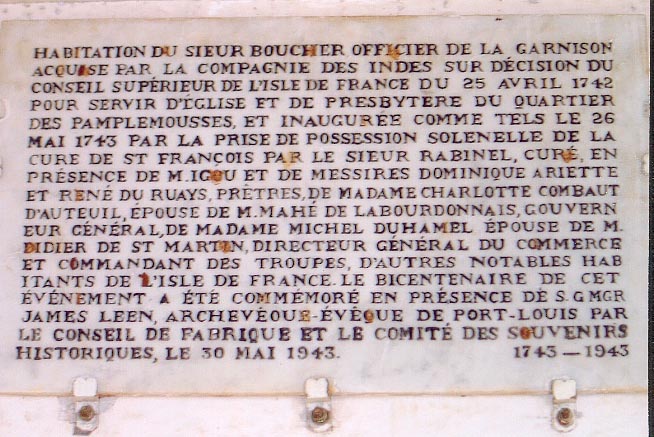 HABITATION DU SIEUR BOUCHER OFFICIER DE LA GARNISON
ACQUISE PAR LA COMPAGNIE DES INDES SUR DÉCISION DU
CONSEIL SUPÉRIEUR DE L'ISLE DE FRANCE DU 25 AVRIL 1742
POUR SERVIR D'ÉGLISE ET DE PRESBYTERE DU QUARTIER
DES PAMPLEMOUSSES, ET INAUGURÉE COMME TELS LE 26
MAI 1743 PAR LA PRISE DE POSSESSION SOLENELLE DE LA
CURE DE ST FRANÇOIS PAR LE SIEUR RABINEL, CURÉ, EN
PRÉSENCE DE M.IGOU ET DE MESSIRES DOMINIQUE ARIETTE
ET RENÉ DU RUAYS, PRÊTRES, DE MADAME CHARLOTTE COMBAUT
D'AUTEUIL, ÉPOUSE DE M.MAHÉ DE LABOURDONNAIS, GOUVERN
EUR GÉNÉRAL, DE MADAME MICHEL DUHAMEL ÉPOUSE DE M.
DIDIER DE ST MARTIN, DIRECTEUR GÉNÉRAL DU COMMERCE
ET COMMANDANT DES TROUPES, D'AUTRES NOTABLES HAB
ITANTS DE L'ISLE DE FRANCE. LE BICENTENAIRE DE CET
ÉVÉNEMENT A ÉTÉ COMMÉMORÉ EN PRÉSENCE DE S.G MGR
JAMES LEEN, ARCHEVÊQUE-ÉVÊQUE DE PORT-LOUIS PAR
LE CONSEIL DE FABRIQUE ET LE COMITÉ DES SOUVENIRS
HISTORIQUES, LE 30 MAI 1943. 1743 — 1943